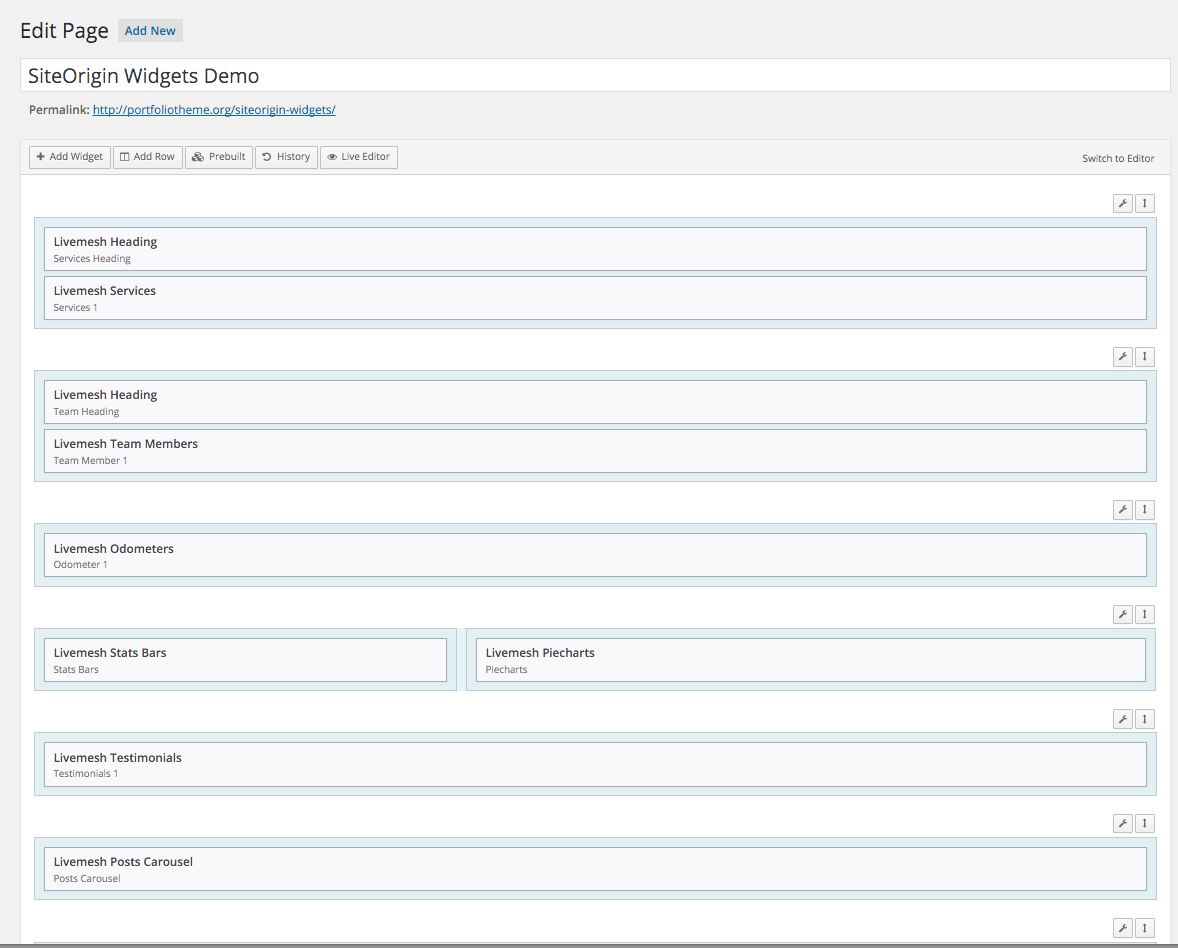 Edit Page Add New
SiteOrigin Widgets Demo
Permalink: http://portfoliotheme.org/siteorigin-widgets/
Add Widget Add Row Prebuilt History Live Editor Switch to Editor
Livemesh Heading
Services Heading
Livemesh Services
Services 1
Livemesh Heading
Team Heading
Livemesh Team Members
Team Member 1
Livemesh Odometers
Odometer 1
Livemesh Stats Bars
Stats Bars
Livemesh Piecharts
Piecharts
Livemesh Testimonials
Testimonials 1
Livemesh Posts Carousel
Posts Carousel